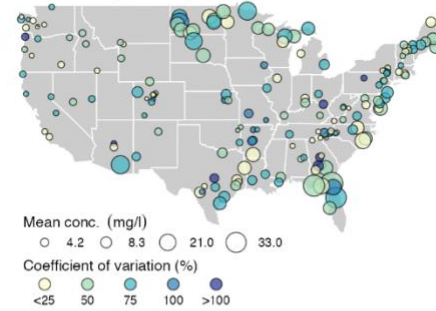 Mean conc. (mg/l)
4.2 8.3 21.0 33.0
Coefficient of variation (%)
<25 50 75 100 >100